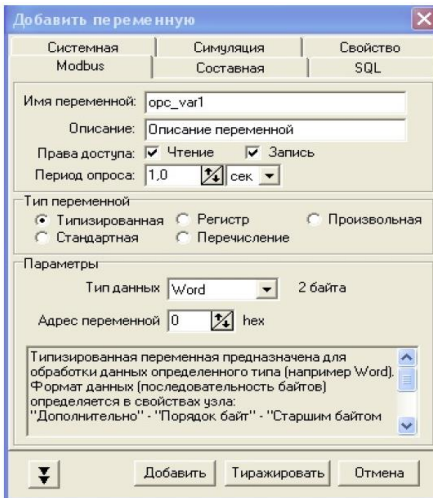 Добавить переменную
Системная Симуляция Свойство
Modbus Составная SQL
Имя переменной: opc_var1
Описание: Описание переменной
Права доступа: Чтение Запись
Период опроса: 1,0 сек
Тип переменной
Типизированная Регистр Произвольная
Стандартная Перечисление
Параметры
Тип данных Word 2 байта
Адрес переменной 0 hex
Типизированная переменная предназначена для
обработки данных определенного типа (например Word).
Формат данных (последовательность байтов)
определяется в свойствах узла:
"Дополнительно" - "Порядок байт" - "Старшим байтом
Добавить Тиражировать Отмена